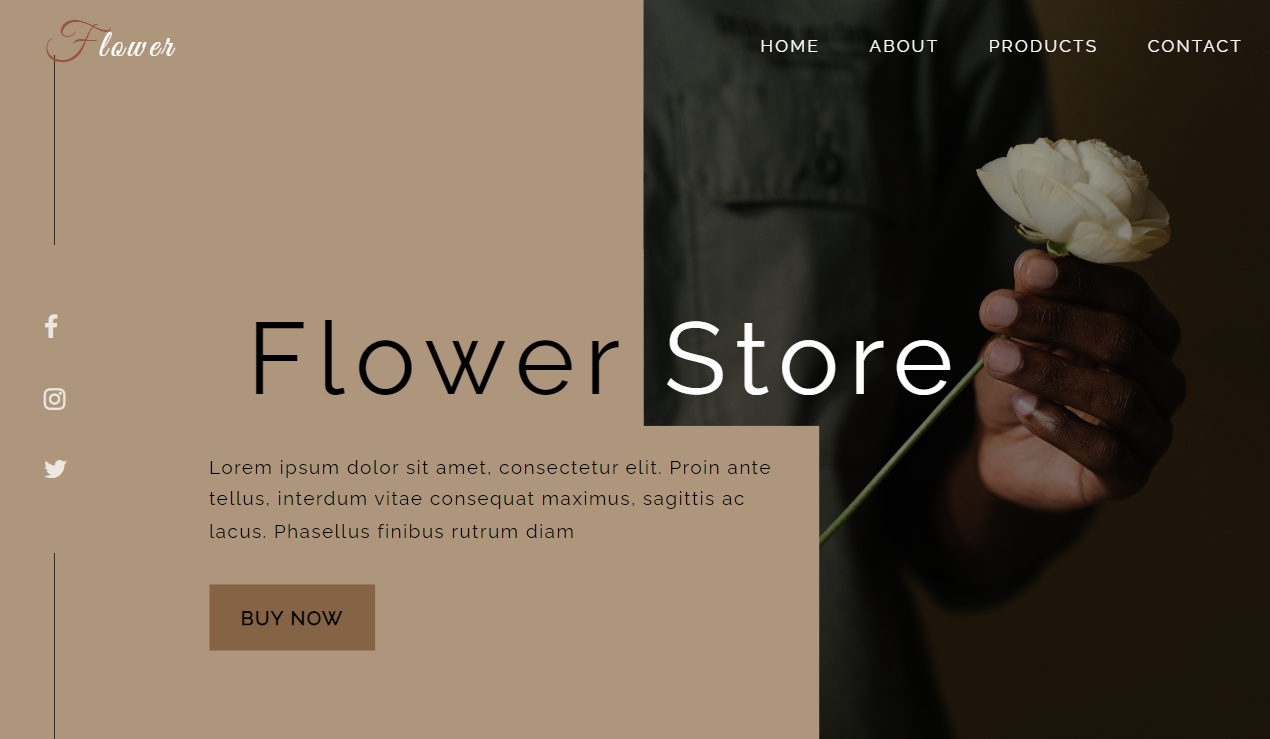 Flower
HOME ABOUT PRODUCTS CONTACT
Flower Store
Lorem ipsum dolor sit amet, consectetur elit. Proin ante
tellus, interdum vitae consequat maximus, sagittis ac
lacus. Phasellus finibus rutrum diam
BUY NOW